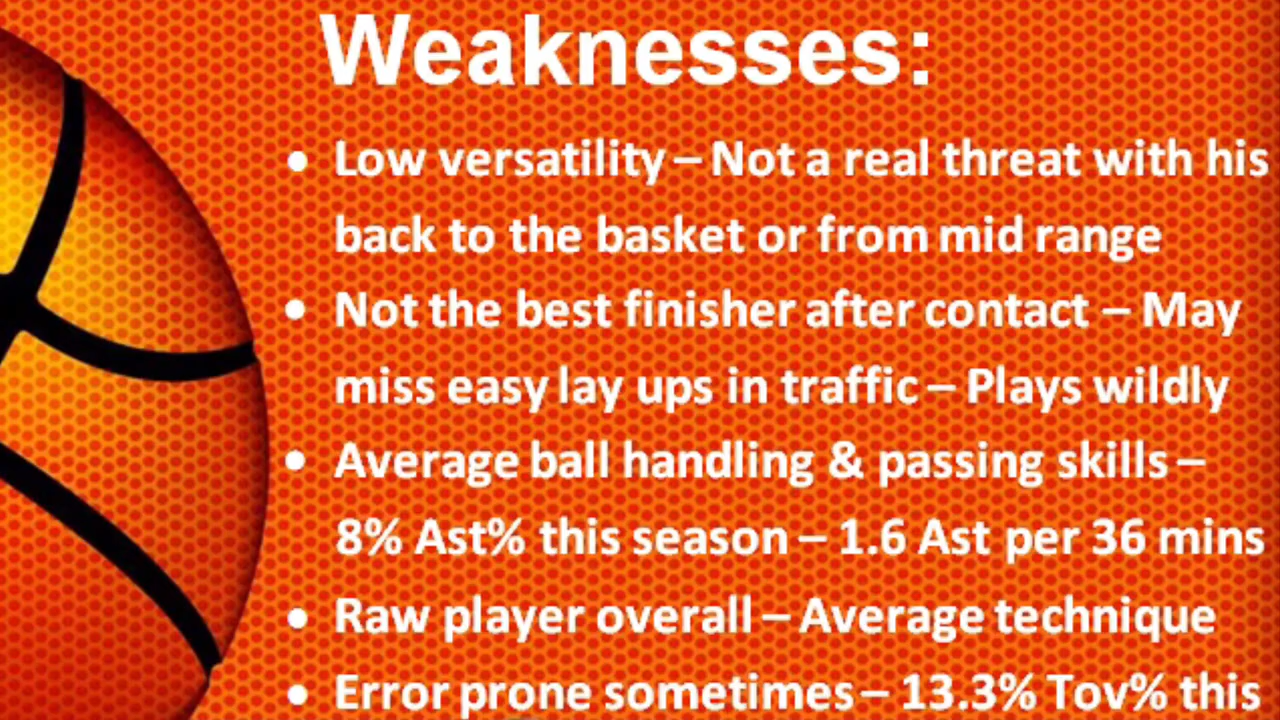 Weaknesses:
• Low versatility – Not a real threat with his
back to the basket or from mid range
• Not the best finisher after contact – May
miss easy lay ups in traffic – Plays wildly
• Average ball handling & passing skills –
8% Ast% this season – 1.6 Ast per 36 mins
• Raw player overall – Average technique
• Error prone sometimes – 13.3% Tov% this